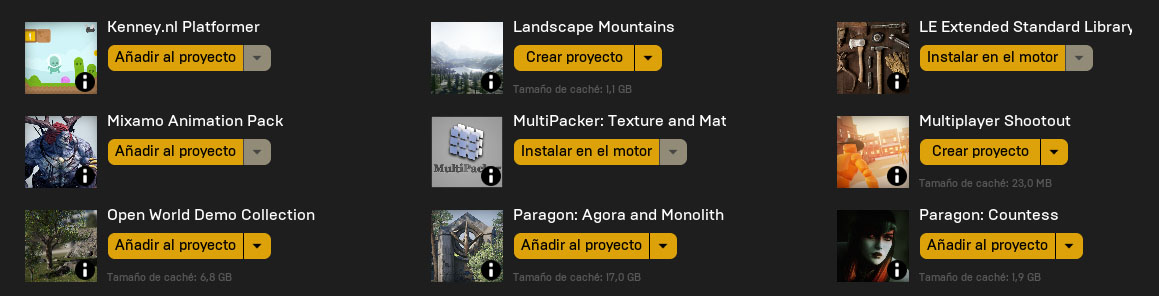 Kenney.nl Platformer
Añadir al proyecto
Landscape Mountains
Crear proyecto
Tamaño de caché: 1,1 GB
LE Extended Standard Library
Instalar en el motor
Mixamo Animation Pack
Añadir al proyecto
MultiPacker: Texture and Mat
Instalar en el motor
MultiPack
Multiplayer Shootout
Crear proyecto
Tamaño de caché: 23,0 MB
Open World Demo Collection
Añadir al proyecto
Tamaño de caché: 6,8 GB
Paragon: Agora and Monolith
Añadir al proyecto
Tamaño de caché: 17,0 GB
Paragon: Countess
Añadir al proyecto
Tamaño de caché: 1,9 GB